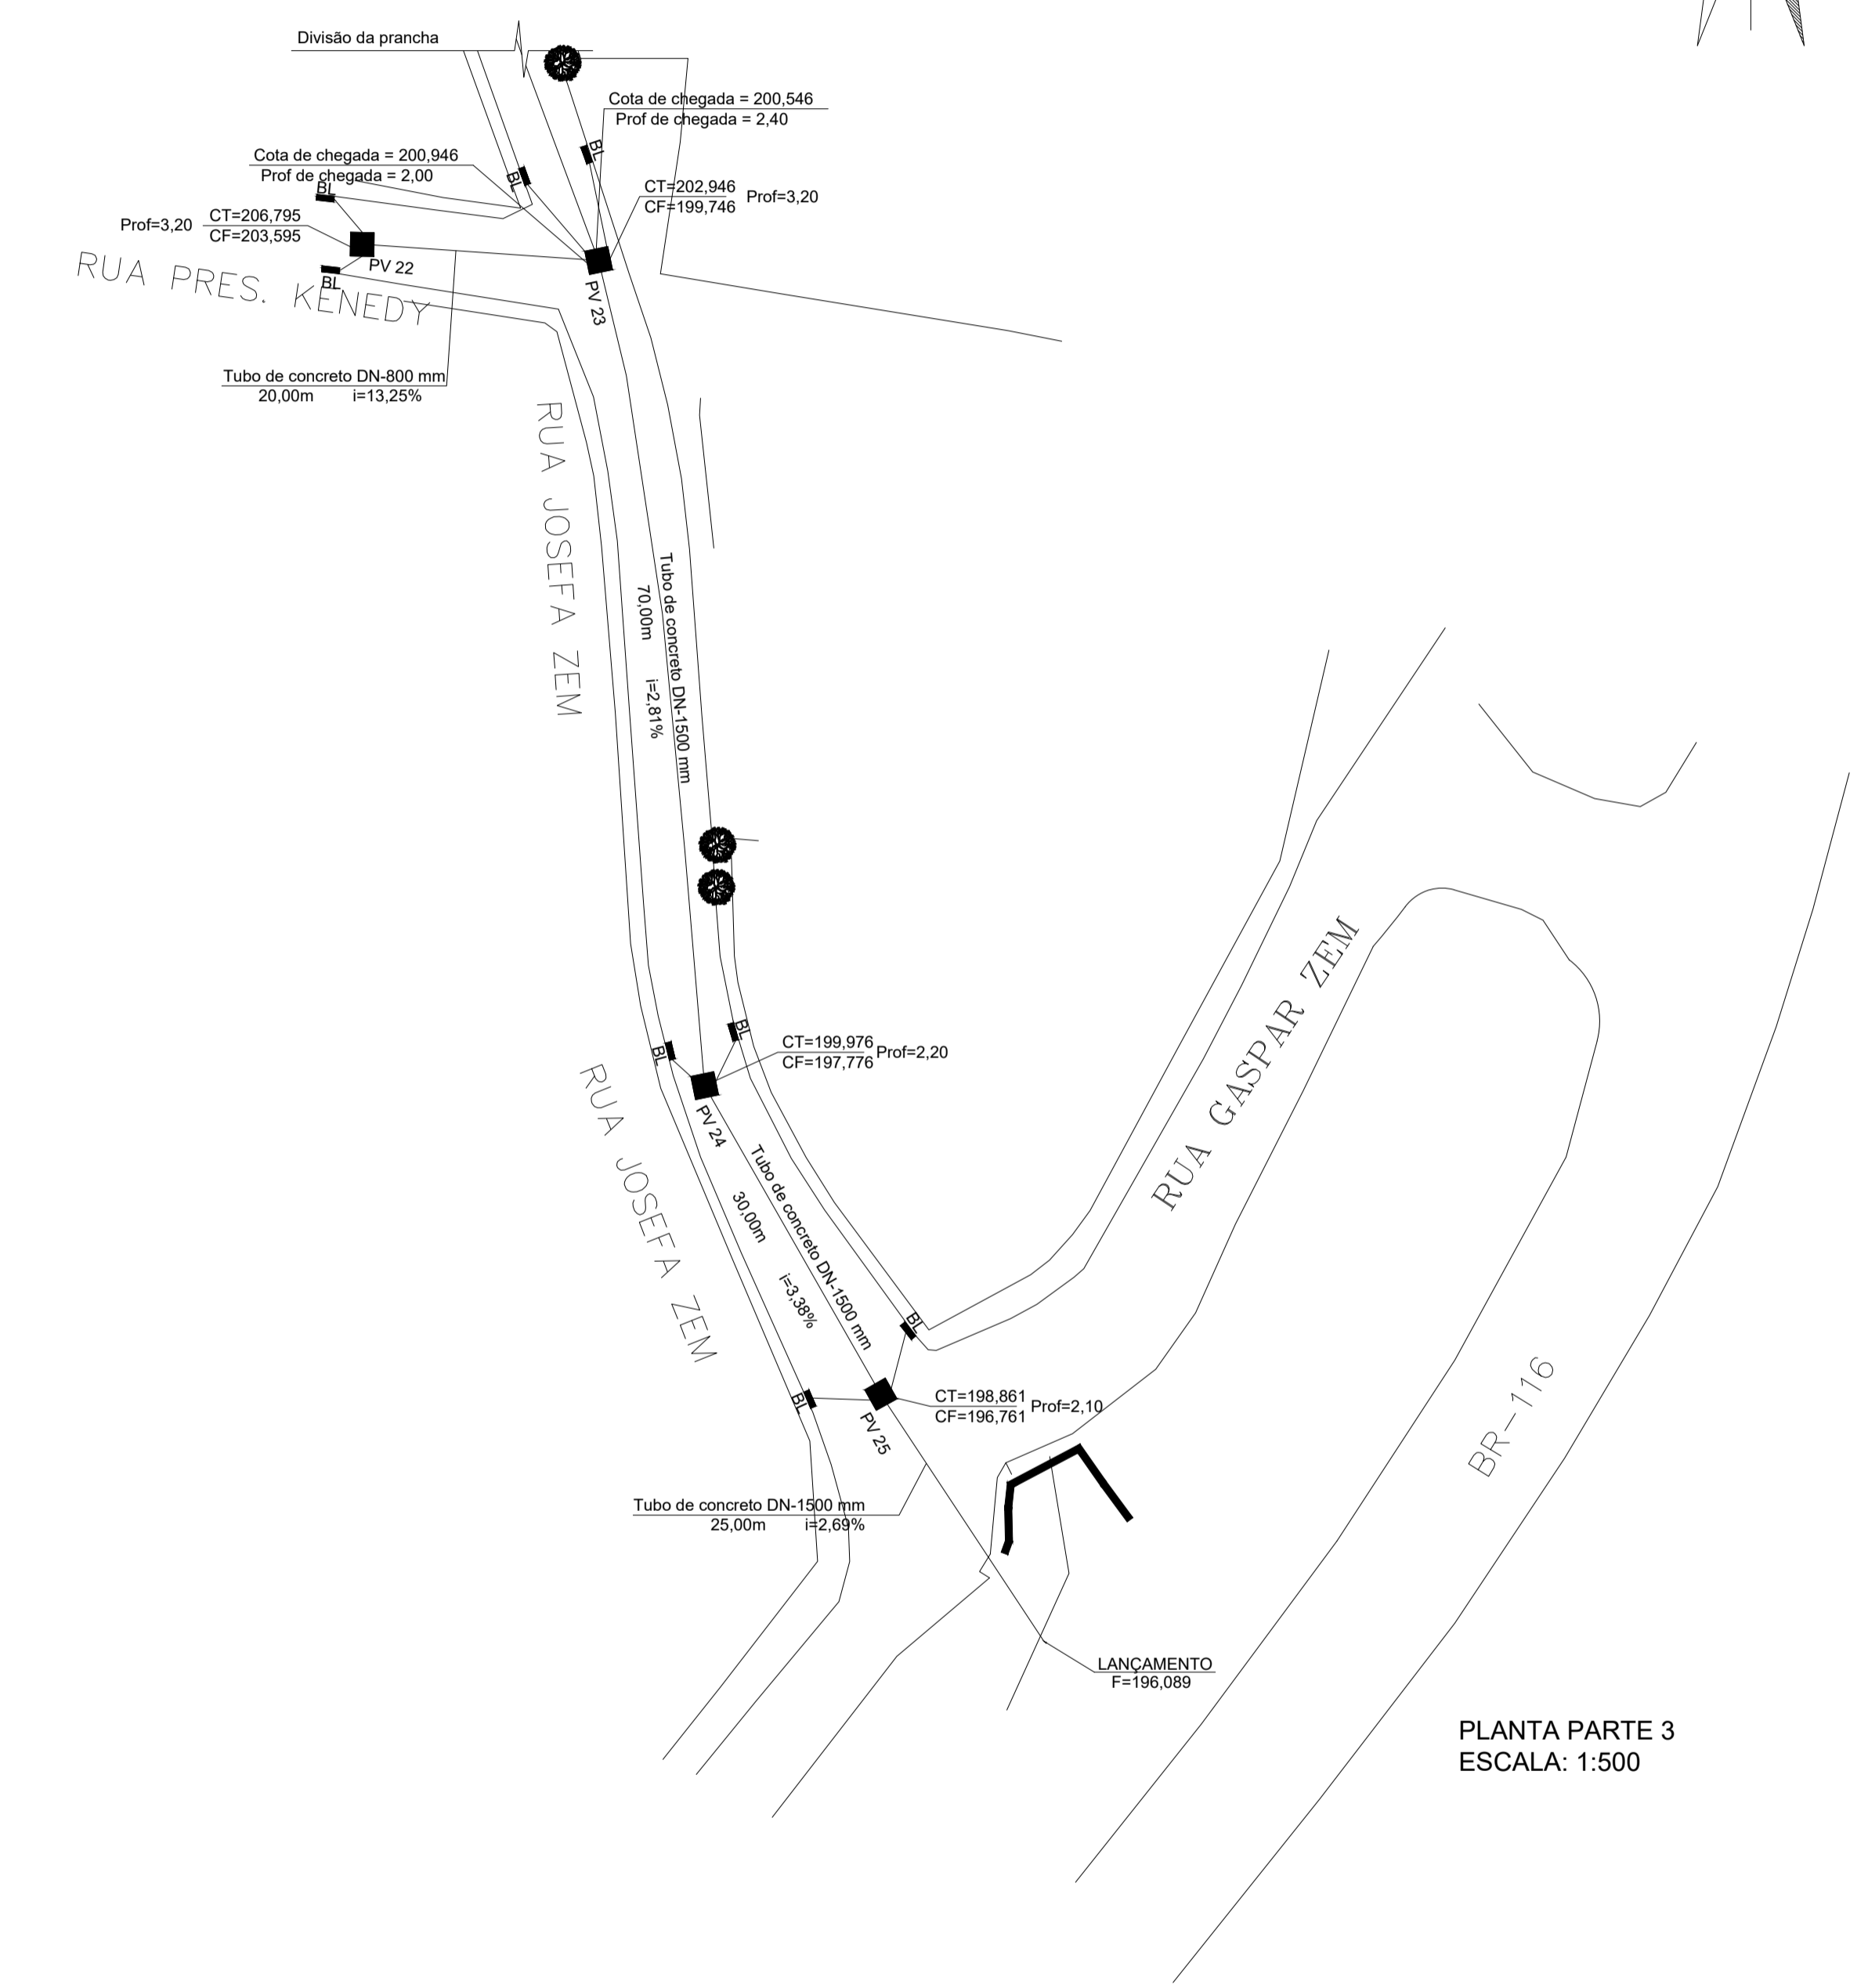 Divisão da prancha
Cota de chegada = 200,546
Prof de chegada = 2,40
Cota de chegada = 200,946
Prof de chegada = 2,00
BL
BL
BL
CT=202,946
CF=199,746
Prof=3,20
Prof=3,20
CT=206,795
CF=203,595
PV 22
BL
PV 23
RUA PRES. KENEDY
Tubo de concreto DN-800 mm
20,00m i=13,25%
RUA JOSEFA ZEM
Tubo de concreto DN-1500 mm
70,00m i=2,81%
BL
BL
CT=199,976
CF=197,776
Prof=2,20
PV 24
RUA JOSEFA ZEM
Tubo de concreto DN-1500 mm
30,00m i=3,38%
RUA GASPAR ZEM
BL
BL
CT=198,861
CF=196,761
Prof=2,10
PV 25
BR-116
Tubo de concreto DN-1500 mm
25,00m i=2,69%
LANÇAMENTO
F=196,089
PLANTA PARTE 3
ESCALA: 1:500